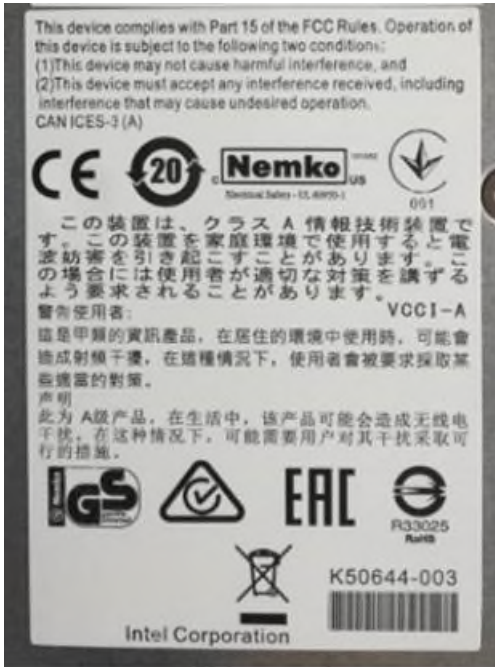 This device complies with Part 15 of the FCC Rules. Operation of
this device is subject to the following two conditions:
(1)This device may not cause harmful interference, and
(2)This device must accept any interference received, including
interference that may cause undesired operation.
CAN ICES-3 (A)
CE 20 C Nemko US
Electrical Safety - UL 60950-1
001
この装置は、クラス A 情報技術装置で
す。この装置を家庭環境で使用すると電
波妨害を引き起こすことがあります。こ
の場合には使用者が適切な対策を講ずる
よう要求されることがあります。
VCCI-A
警告使用者:
這是甲類的資訊產品，在居住的環境中使用時，可能會
造成射頻干擾，在這種情況下，使用者會被要求採取某
些適當的對策。
声明
此为 A级产品，在生活中，该产品可能会造成无线电
干扰，在这种情况下，可能需要用户对其干扰采取可
行的措施。
Nemko GS EAC
R33025
RoHS
K50644-003
Intel Corporation